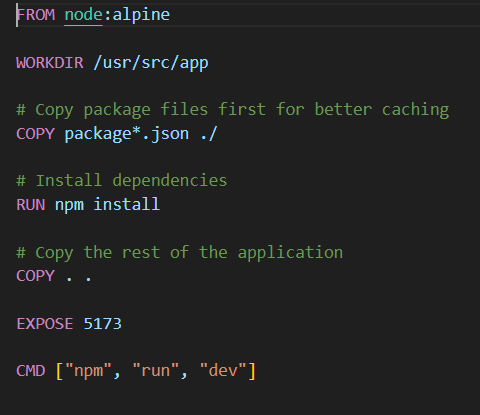 FROM node:alpine
WORKDIR /usr/src/app
# Copy package files first for better caching
COPY package*.json ./
# Install dependencies
RUN npm install
# Copy the rest of the application
COPY . .
EXPOSE 5173
CMD ["npm", "run", "dev"]